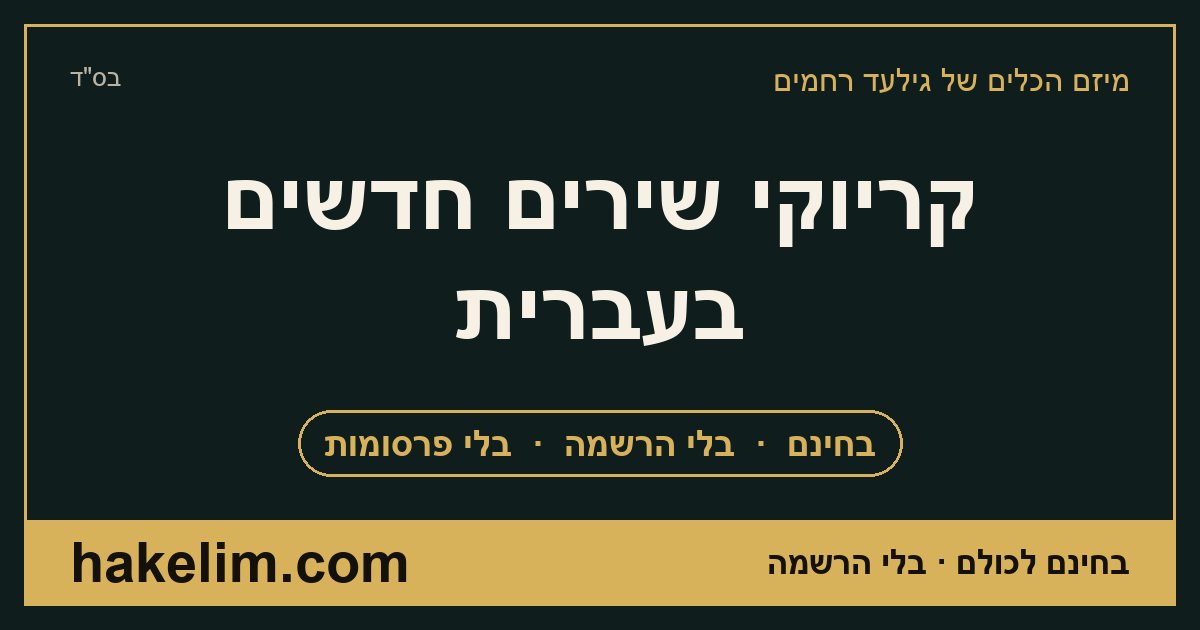 מיזם הכלים של גילעד רחמים
בס"ד
קריוקי שירים חדשים
בעברית
בחינם · בלי הרשמה · בלי פרסומות
בחינם לכולם · בלי הרשמה
hakelim.com